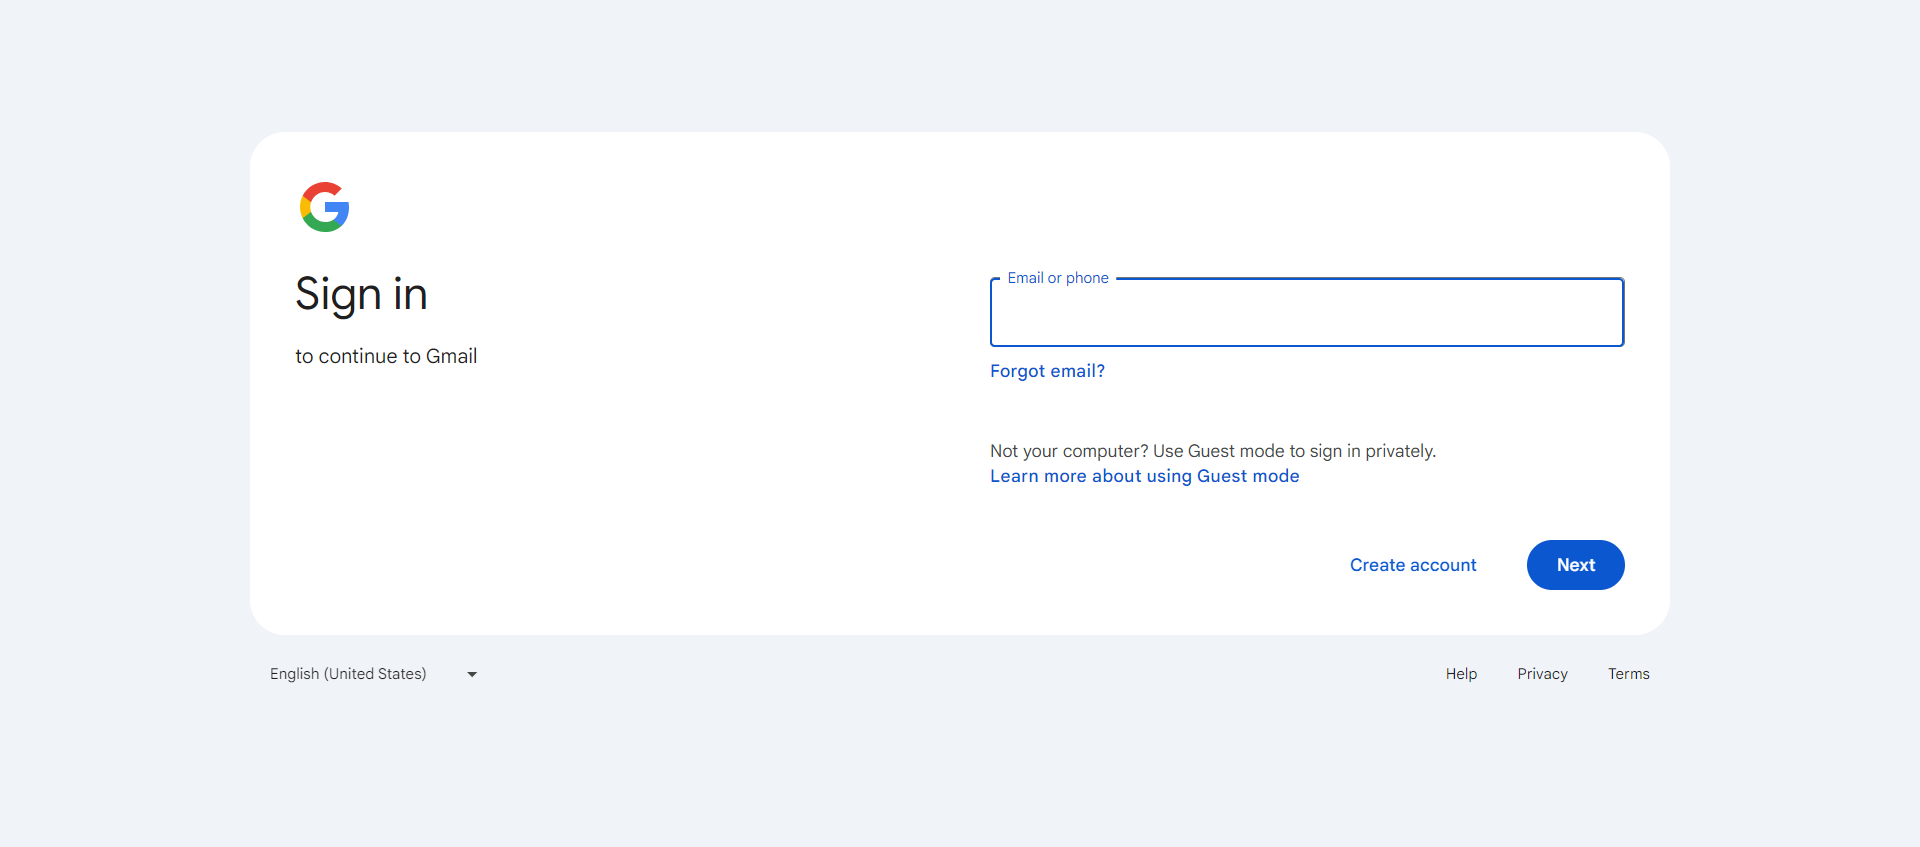 Sign in
to continue to Gmail
Email or phone
Forgot email?
Not your computer? Use Guest mode to sign in privately.
Learn more about using Guest mode
Create account
Next
English (United States)
Help
Privacy
Terms